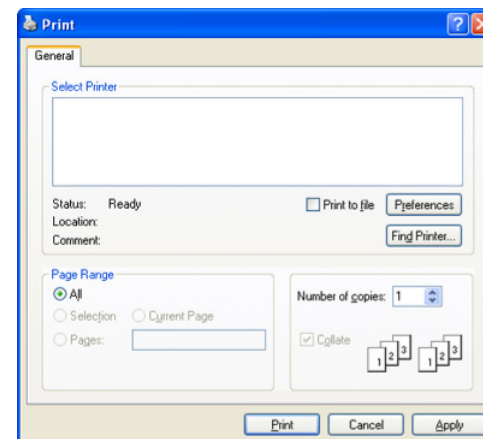 Print
General
Select Printer
Status: Ready
Print to file
Preferences
Location:
Comment:
Find Printer...
Page Range
All
Selection
Current Page
Pages:
Number of copies: 1
Collate
1 2 3 1 2 3
Print Cancel Apply